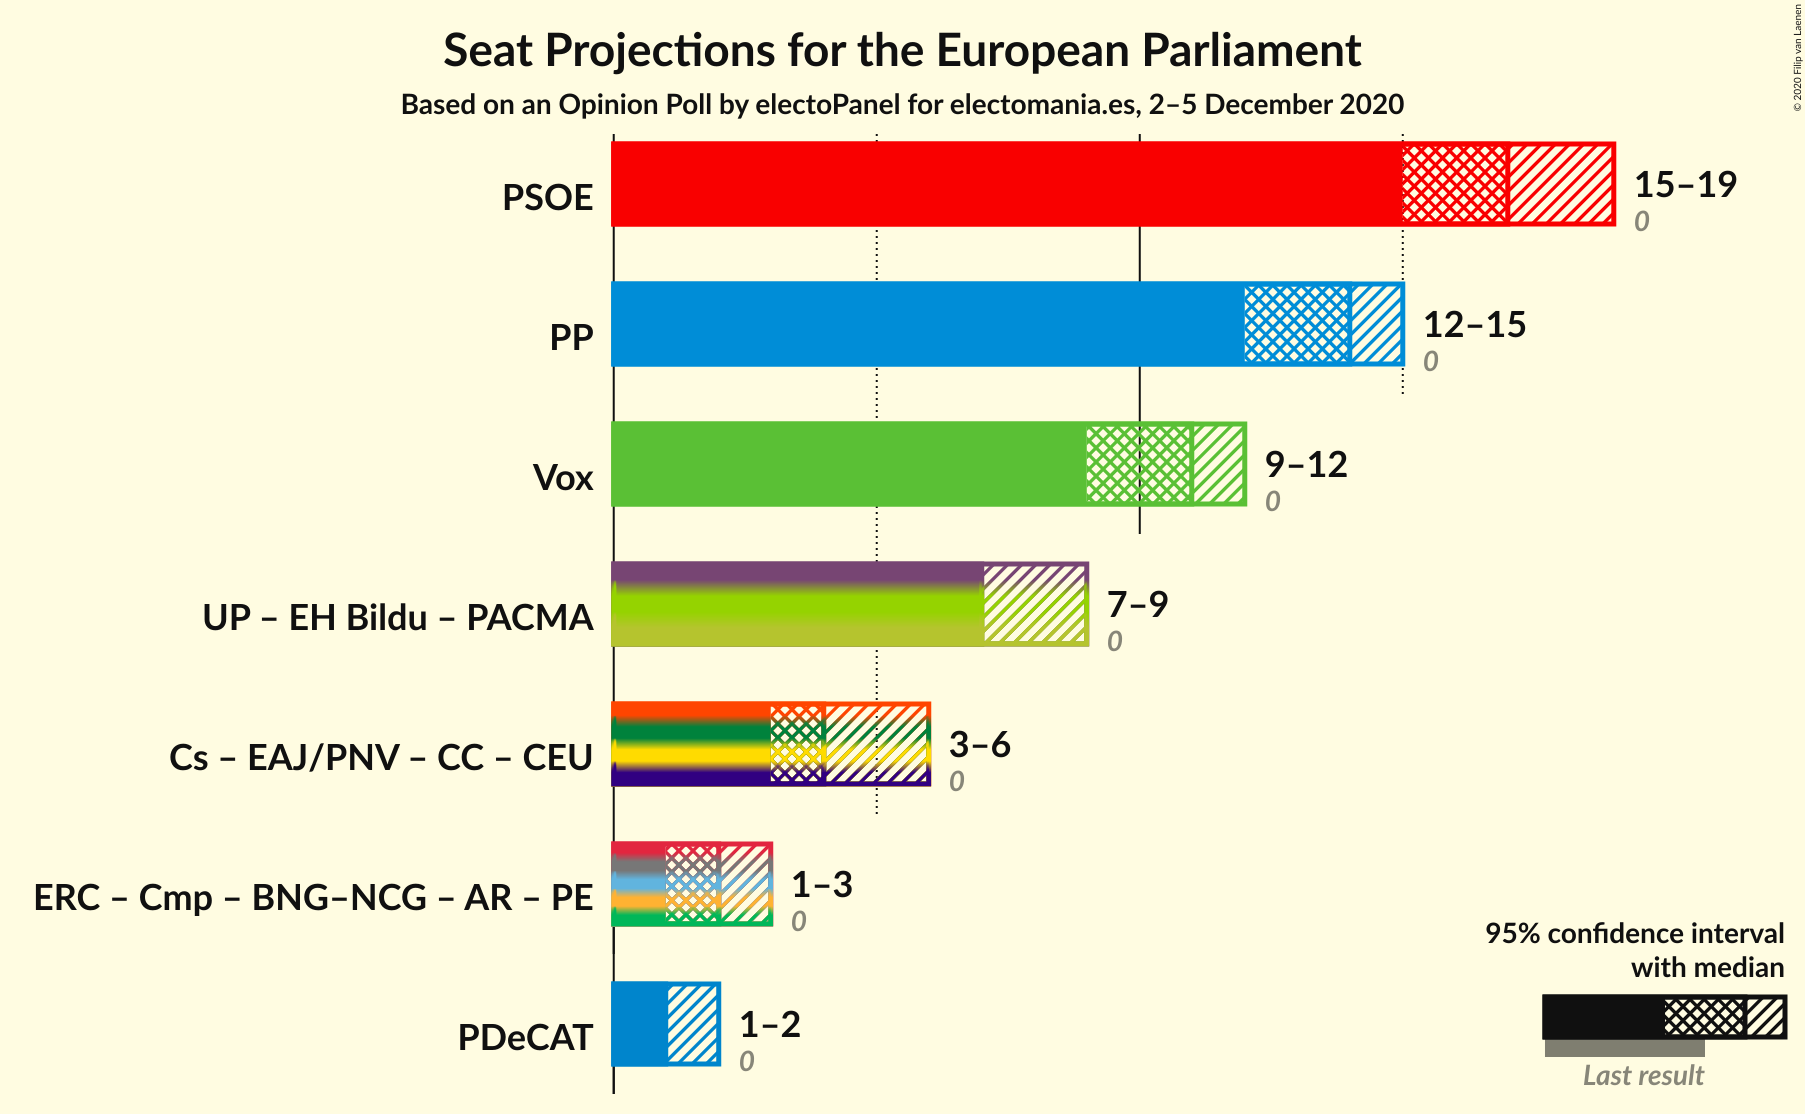 Seat Projections for the European Parliament
Based on an Opinion Poll by electoPanel for electomania.es, 2–5 December 2020
© 2020 Filip van Laenen
PSOE
15–19
0
PP
12–15
0
Vox
9–12
0
UP – EH Bildu – PACMA
7–9
0
Cs – EAJ/PNV – CC – CEU
3–6
0
ERC – Cmp – BNG–NCG – AR – PE
1–3
0
PDeCAT
1–2
0
95% confidence interval
with median
Last result